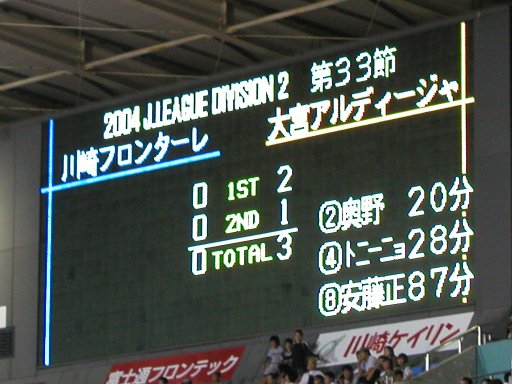 2004 J.LEAGUE DIVISION 2 第33節
川崎フロンターレ 大宮アルディージャ
0 1ST 2
0 2ND 1
0 TOTAL 3
②奥野 20分
④トニーニョ28分
⑧安藤正87分
富士通フロンテック
川崎ケイリン